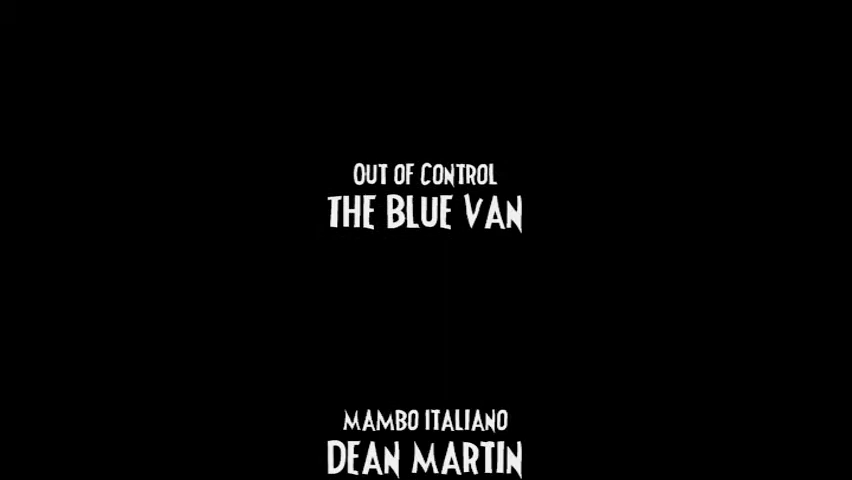 OUT OF CONTROL
THE BLUE VAN
MAMBO ITALIANO
DEAN MARTIN